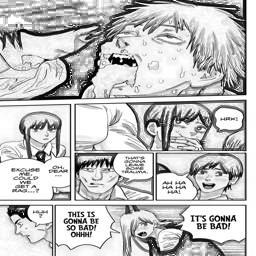 HRK!
THAT'S
GONNA
LEAVE
SOME
TRAUMA.
OH,
DEAR
...
EXCUSE
ME,
COULD
WE
GET A
RAG...?
AH HA
HA HA
HA!
IT'S GONNA
BE BAD!
THIS IS
GONNA BE
SO BAD!
OHHH!
HUH
?